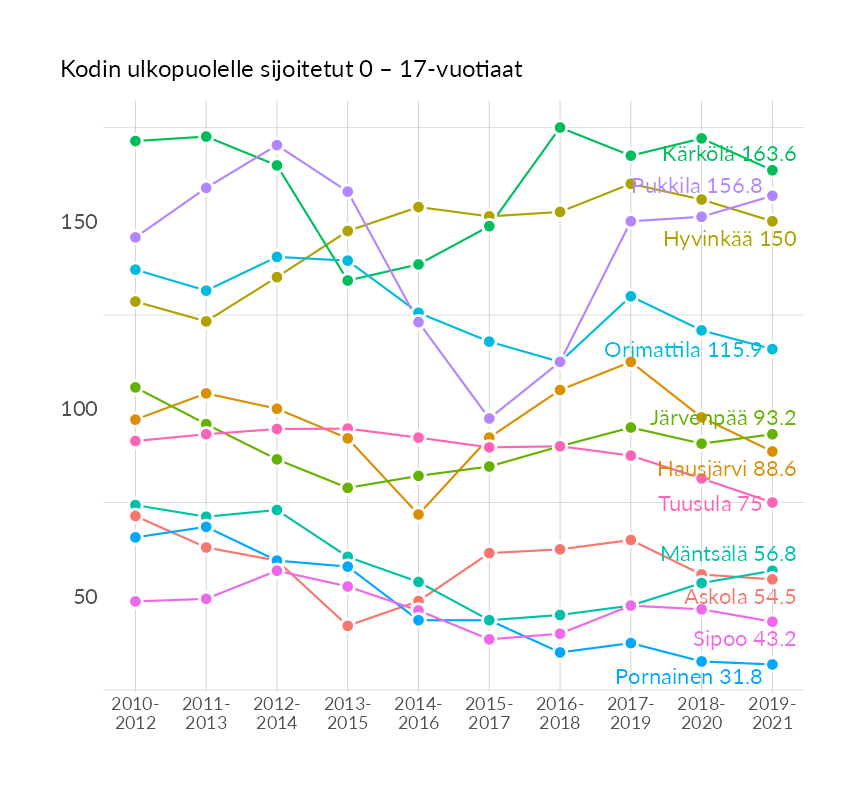 Kodin ulkopuolelle sijoitetut 0 – 17-vuotiaat
Kärkölä 163.6
Pukkila 156.8
150
Hyvinkää 150
Orimattila 115.9
100
Järvenpää 93.2
Hausjärvi 88.6
Tuusula 75
Mäntsälä 56.8
50
Askola 54.5
Sipoo 43.2
Pornainen 31.8
2010-2012 2011-2013 2012-2014 2013-2015 2014-2016 2015-2017 2016-2018 2017-2019 2018-2020 2019-2021